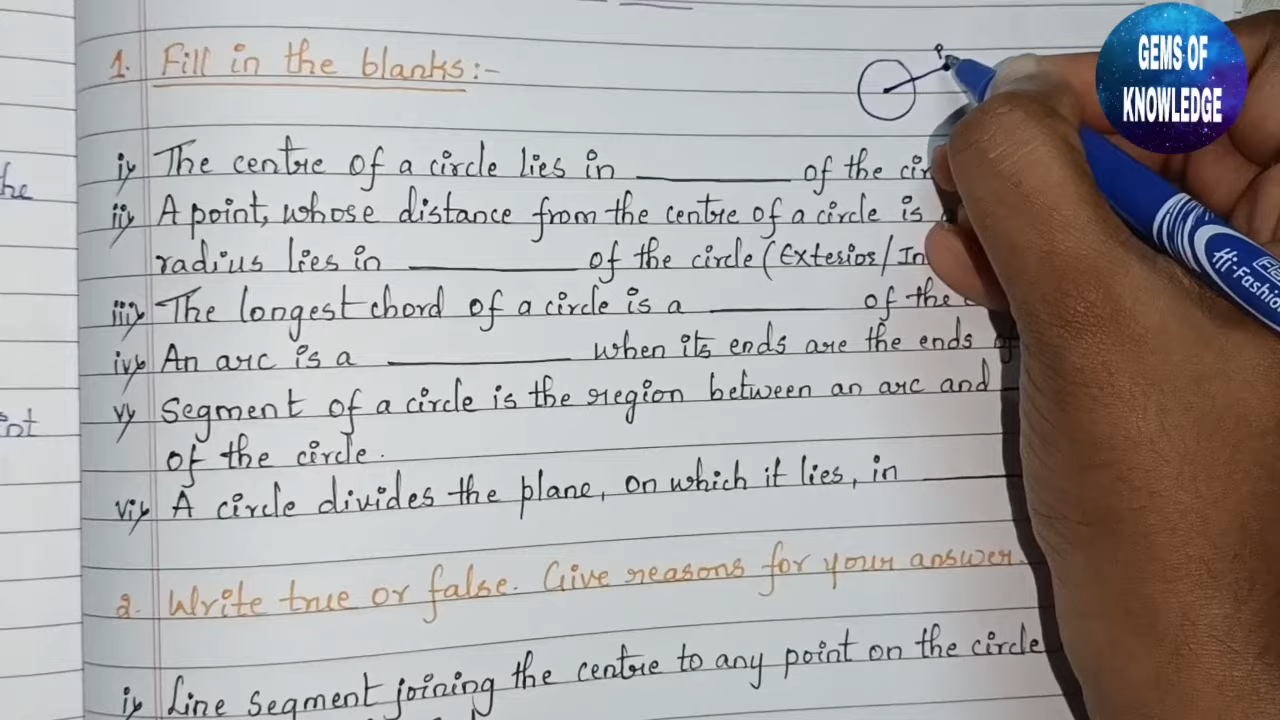 1. Fill in the blanks:-
P
GEMS OF
KNOWLEDGE
i) The centre of a circle lies in ________ of the
ii) A point, whose distance from the centre of a circle is
radius lies in ________ of the circle (Exterior/
iii) The longest chord of a circle is a ________ of the
iv) An arc is a ________ when its ends are the ends of
v) Segment of a circle is the region between an arc and
of the circle.
vi) A circle divides the plane, on which it lies, in ________
2. Write true or false. Give reasons for your answer.
i) Line segment joining the centre to any point on the circle
Hi-Fashion